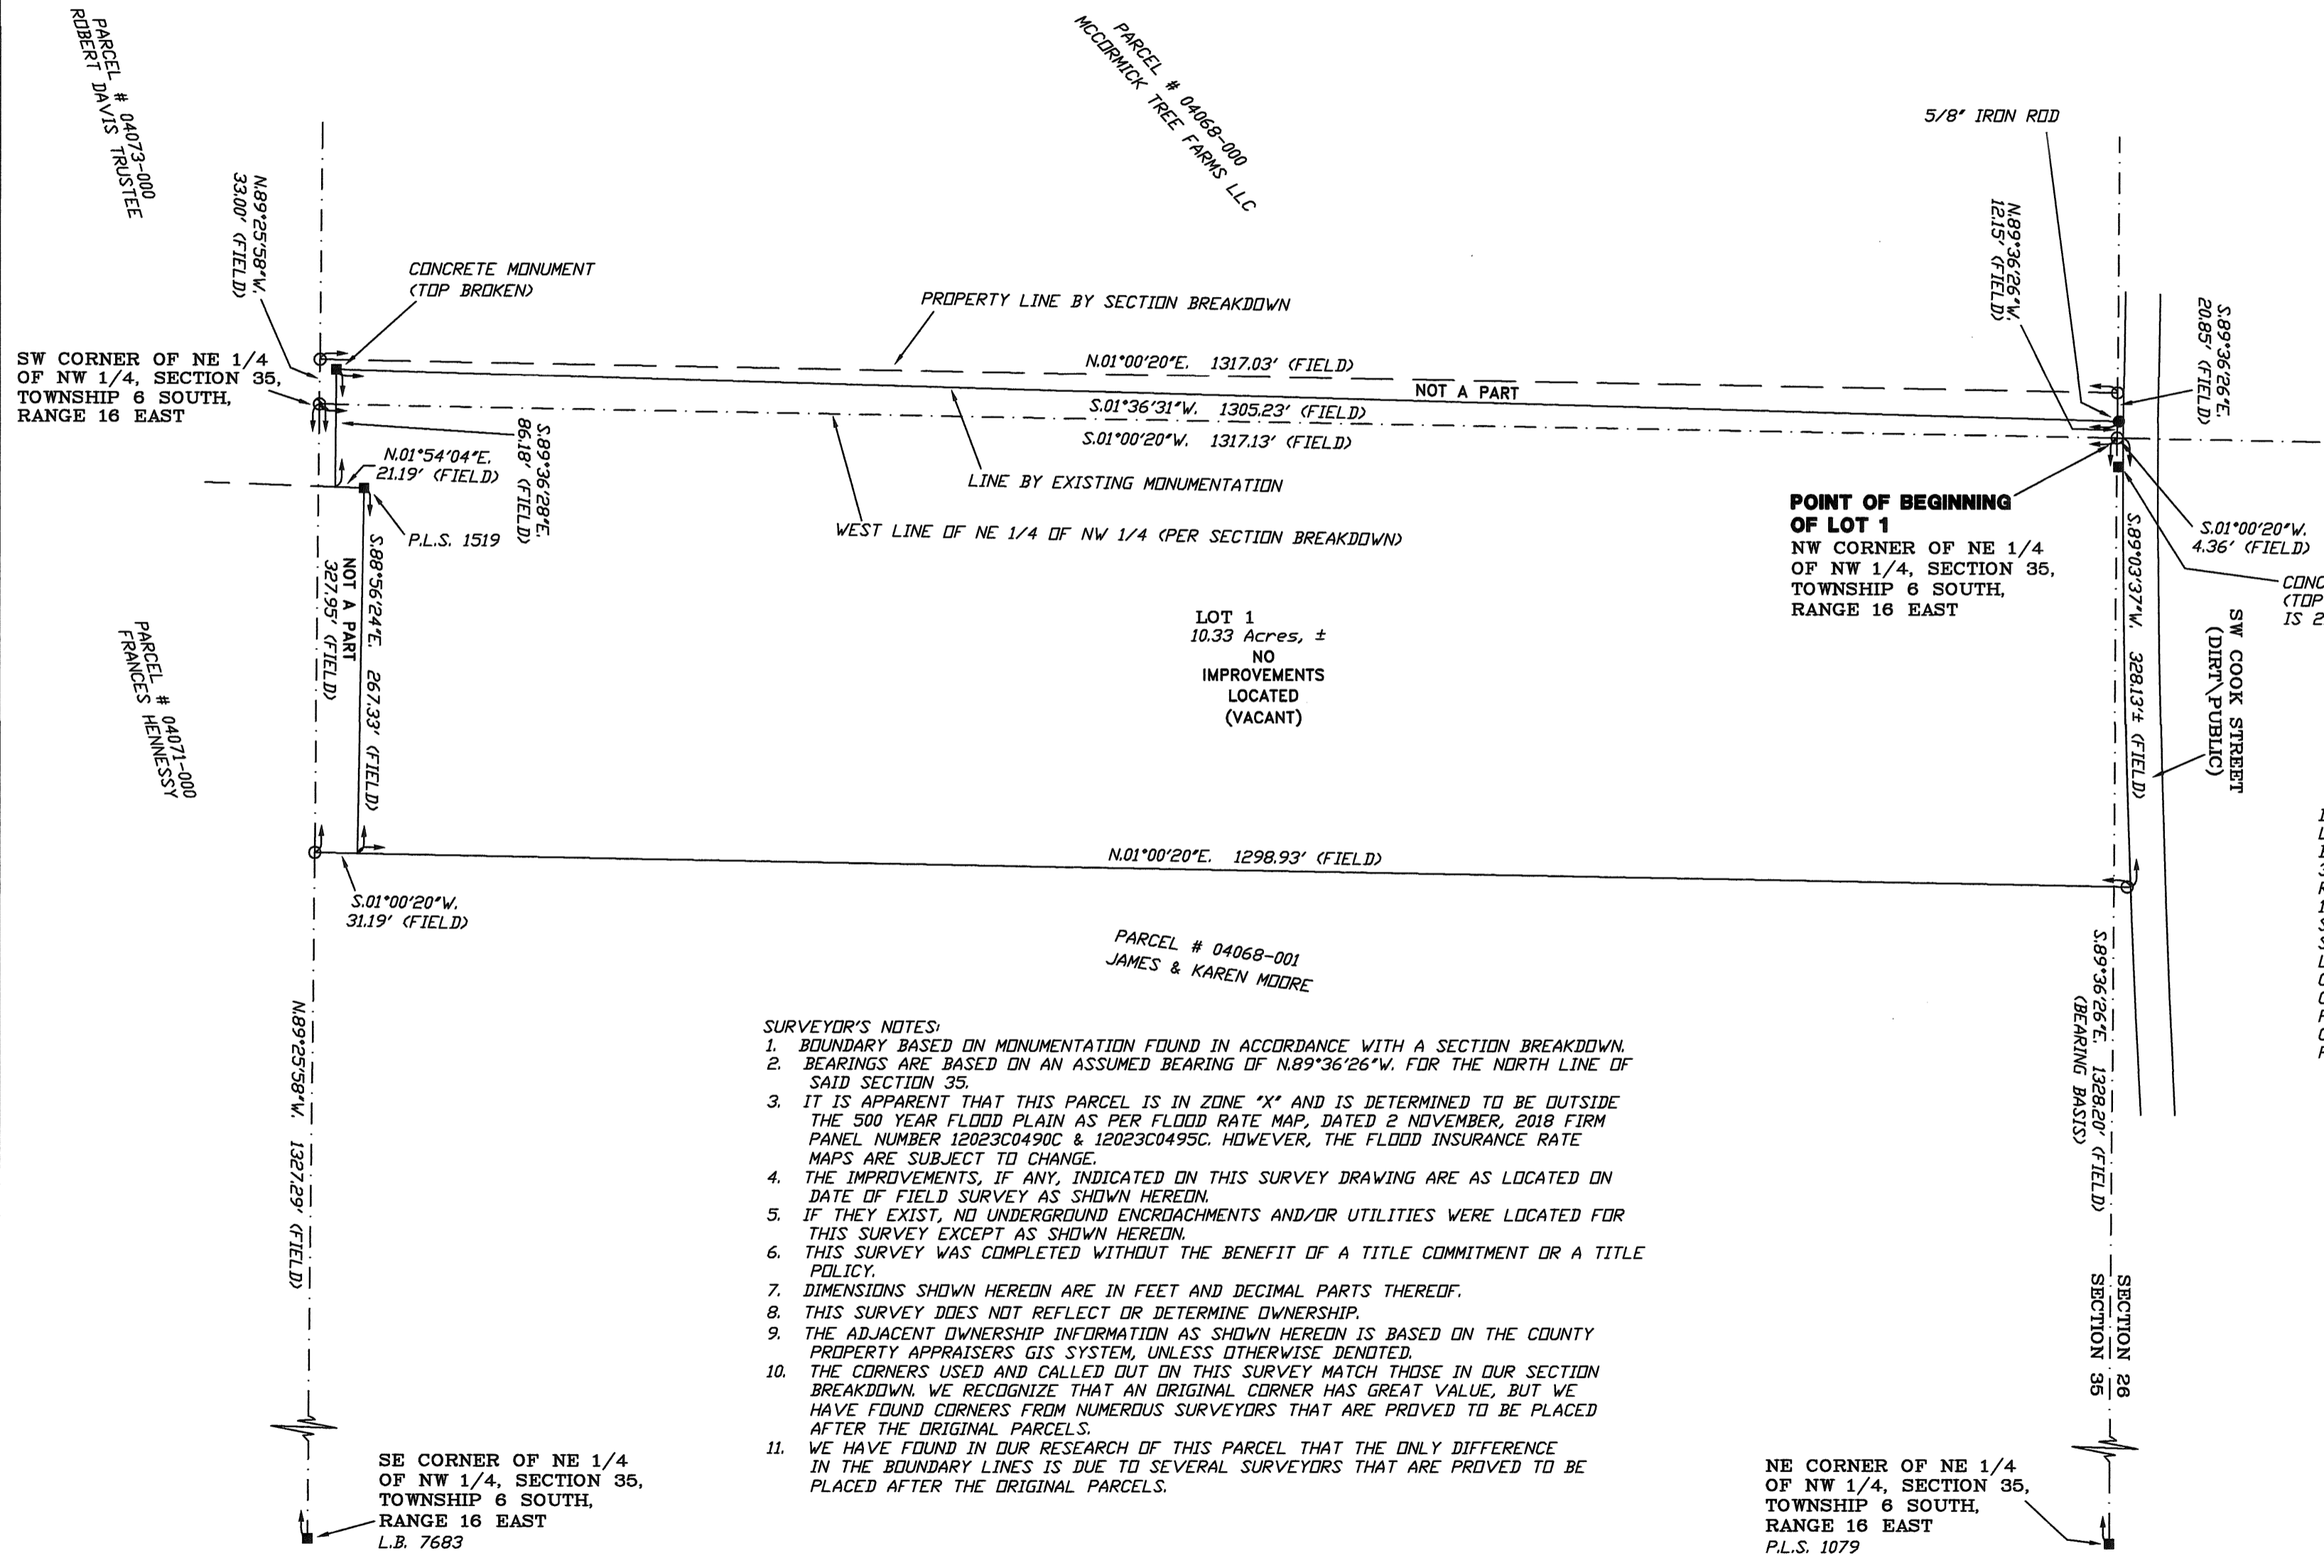 PARCEL # 04073-000
ROBERT DAVIS TRUSTEE
PARCEL # 04068-000
MCCORMICK TREE FARMS LLC
5/8" IRON ROD
N.89°25'58"W.
33.00' (FIELD)
N.89°36'26"W.
12.15' (FIELD)
S.89°36'26"E.
20.85' (FIELD)
CONCRETE MONUMENT
(TOP BROKEN)
PROPERTY LINE BY SECTION BREAKDOWN
SW CORNER OF NE 1/4
OF NW 1/4, SECTION 35,
TOWNSHIP 6 SOUTH,
RANGE 16 EAST
N.01°00'20"E. 1317.03' (FIELD)
NOT A PART
S.01°36'31"W. 1305.23' (FIELD)
S.01°00'20"W. 1317.13' (FIELD)
S.89°36'28"E.
86.18' (FIELD)
N.01°54'04"E.
21.19' (FIELD)
LINE BY EXISTING MONUMENTATION
P.L.S. 1519
WEST LINE OF NE 1/4 OF NW 1/4 (PER SECTION BREAKDOWN)
POINT OF BEGINNING
OF LOT 1
NW CORNER OF NE 1/4
OF NW 1/4, SECTION 35,
TOWNSHIP 6 SOUTH,
RANGE 16 EAST
S.01°00'20"W.
4.36' (FIELD)
CONC
(TOP
IS 2
S.89°03'37"W. 328.13'± (FIELD)
SW COOK STREET
(DIRT\PUBLIC)
NOT A PART
327.95' (FIELD)
S.88°56'24"E. 267.33' (FIELD)
PARCEL # 04071-000
FRANCES HENNESSY
LOT 1
10.33 Acres, ±
NO
IMPROVEMENTS
LOCATED
(VACANT)
N.01°00'20"E. 1298.93' (FIELD)
S.01°00'20"W.
31.19' (FIELD)
PARCEL # 04068-001
JAMES & KAREN MOORE
N.89°25'58"W. 1327.29' (FIELD)
S.89°36'26"E. 1328.20' (FIELD)
(BEARING BASIS)
SURVEYOR'S NOTES:
1. BOUNDARY BASED ON MONUMENTATION FOUND IN ACCORDANCE WITH A SECTION BREAKDOWN.
2. BEARINGS ARE BASED ON AN ASSUMED BEARING OF N.89°36'26"W. FOR THE NORTH LINE OF
SAID SECTION 35.
3. IT IS APPARENT THAT THIS PARCEL IS IN ZONE "X" AND IS DETERMINED TO BE OUTSIDE
THE 500 YEAR FLOOD PLAIN AS PER FLOOD RATE MAP, DATED 2 NOVEMBER, 2018 FIRM
PANEL NUMBER 12023C0490C & 12023C0495C. HOWEVER, THE FLOOD INSURANCE RATE
MAPS ARE SUBJECT TO CHANGE.
4. THE IMPROVEMENTS, IF ANY, INDICATED ON THIS SURVEY DRAWING ARE AS LOCATED ON
DATE OF FIELD SURVEY AS SHOWN HEREON.
5. IF THEY EXIST, NO UNDERGROUND ENCROACHMENTS AND/OR UTILITIES WERE LOCATED FOR
THIS SURVEY EXCEPT AS SHOWN HEREON.
6. THIS SURVEY WAS COMPLETED WITHOUT THE BENEFIT OF A TITLE COMMITMENT OR A TITLE
POLICY.
7. DIMENSIONS SHOWN HEREON ARE IN FEET AND DECIMAL PARTS THEREOF.
8. THIS SURVEY DOES NOT REFLECT OR DETERMINE OWNERSHIP.
9. THE ADJACENT OWNERSHIP INFORMATION AS SHOWN HEREON IS BASED ON THE COUNTY
PROPERTY APPRAISERS GIS SYSTEM, UNLESS OTHERWISE DENOTED.
10. THE CORNERS USED AND CALLED OUT ON THIS SURVEY MATCH THOSE IN OUR SECTION
BREAKDOWN. WE RECOGNIZE THAT AN ORIGINAL CORNER HAS GREAT VALUE, BUT WE
HAVE FOUND CORNERS FROM NUMEROUS SURVEYORS THAT ARE PROVED TO BE PLACED
AFTER THE ORIGINAL PARCELS.
11. WE HAVE FOUND IN OUR RESEARCH OF THIS PARCEL THAT THE ONLY DIFFERENCE
IN THE BOUNDARY LINES IS DUE TO SEVERAL SURVEYORS THAT ARE PROVED TO BE
PLACED AFTER THE ORIGINAL PARCELS.
SECTION 26
SECTION 35
SE CORNER OF NE 1/4
OF NW 1/4, SECTION 35,
TOWNSHIP 6 SOUTH,
RANGE 16 EAST
L.B. 7683
NE CORNER OF NE 1/4
OF NW 1/4, SECTION 35,
TOWNSHIP 6 SOUTH,
RANGE 16 EAST
P.L.S. 1079